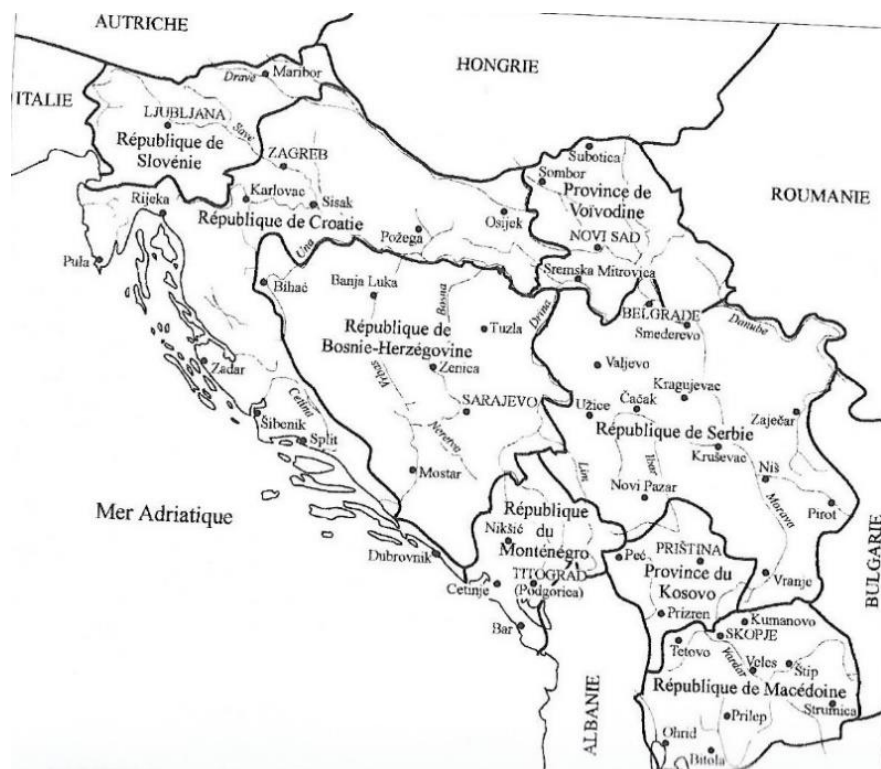 AUTRICHE
HONGRIE
ITALIE
ROUMANIE
BULGARIE
ALBANIE
Mer Adriatique
Drave
Maribor
LJUBLJANA
République de
Slovénie
Save
ZAGREB
Karlovac
Sisak
Rijeka
République de Croatie
Osijek
Požega
Pula
Una
Zadar
Cetina
Šibenik
Split
Dubrovnik
Subotica
Sombor
Province de
Voïvodine
NOVI SAD
Sremska Mitrovica
Bihać
Banja Luka
Bosna
Drina
République de
Bosnie-Herzégovine
Tuzla
Zenica
Vrbas
SARAJEVO
Neretva
Mostar
BELGRADE
Smederevo
Danube
Valjevo
Kragujevac
Užice
Čačak
Zaječar
République de Serbie
Kruševac
Lim
Ibar
Niš
Novi Pazar
Morava
Pirot
Vranje
République
du
Monténégro
Nikšić
TITOGRAD
(Podgorica)
Cetinje
Bar
Peć
PRIŠTINA
Province du
Kosovo
Prizren
Kumanovo
SKOPJE
Tetovo
Vardar
Veles
Štip
République de Macédoine
Strumica
Prilep
Ohrid
Bitola